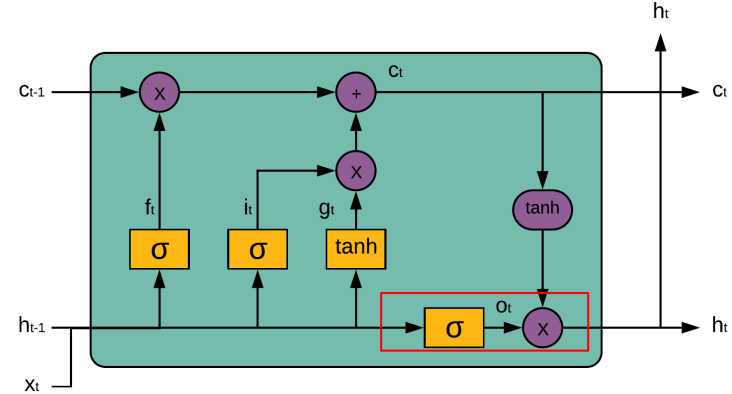 hₜ
cₜ₋₁
X
+
cₜ
cₜ
X
fₜ
iₜ
gₜ
tanh
σ
σ
tanh
hₜ₋₁
σ
oₜ
X
hₜ
xₜ